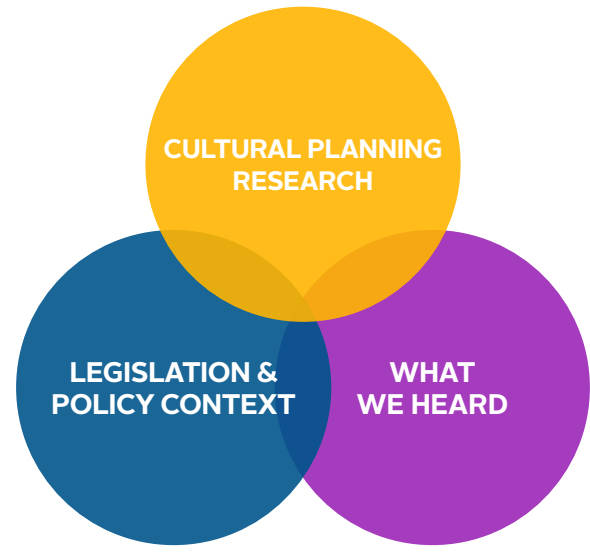 CULTURAL PLANNING
RESEARCH
LEGISLATION &
POLICY CONTEXT
WHAT
WE HEARD